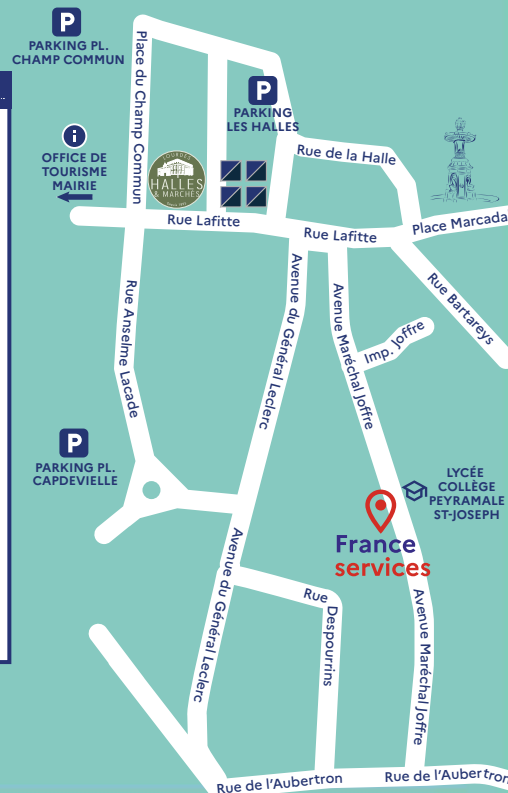 P
PARKING PL.
CHAMP COMMUN
Place du Champ Commun
P
PARKING
LES HALLES
i
OFFICE DE
TOURISME
MAIRIE
LOURDES
HALLES
& MARCHÉS
Rue de la Halle
Rue Lafitte
Rue Lafitte
Place Marcada
Rue Bartareys
Rue Anselme Lacade
Avenue du Général Leclerc
Avenue Maréchal Joffre
Imp. Joffre
P
PARKING PL.
CAPDEVIELLE
LYCÉE
COLLÈGE
PEYRAMALE
ST-JOSEPH
France
services
Avenue du Général Leclerc
Rue Despourrins
Avenue Maréchal Joffre
Rue de l'Aubertron
Rue de l'Aubertron